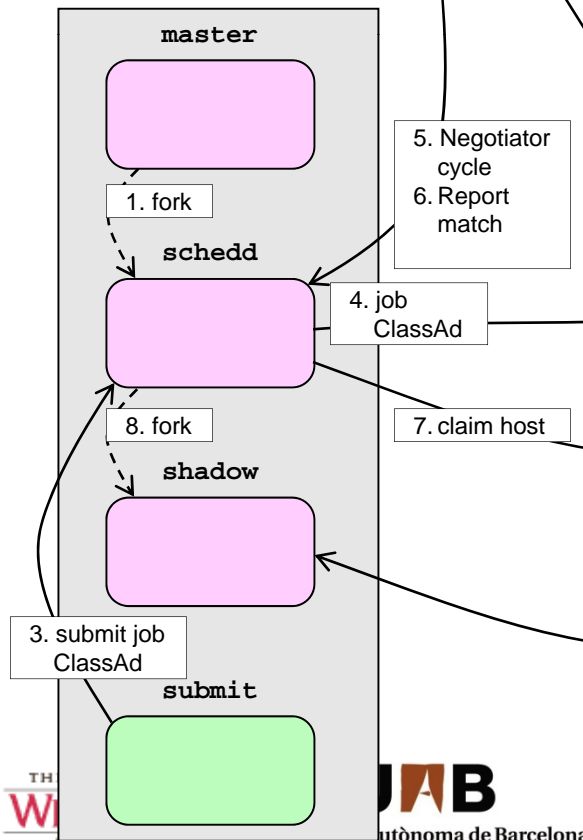 master
1. fork
5. Negotiator
cycle
6. Report
match
schedd
4. job
ClassAd
8. fork
7. claim host
shadow
3. submit job
ClassAd
submit
UAB
utònoma de Barcelona